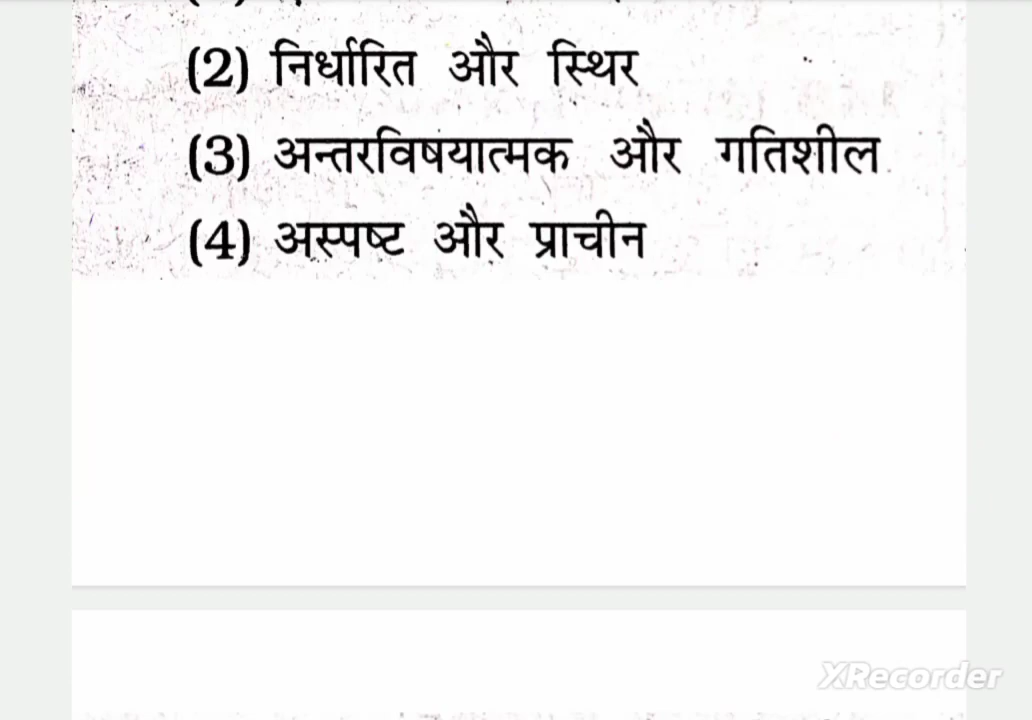 (2) निर्धारित और स्थिर
(3) अन्तरविषयात्मक और गतिशील
(4) अस्पष्ट और प्राचीन
XRecorder